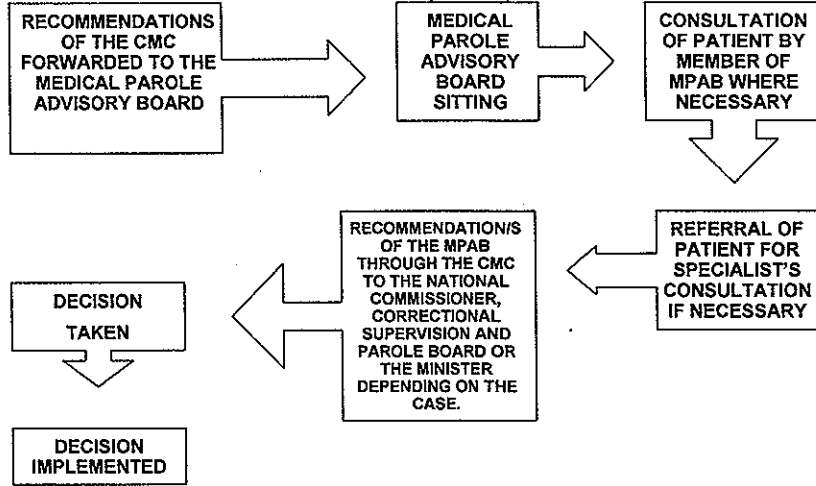 RECOMMENDATIONS
OF THE CMC
FORWARDED TO THE
MEDICAL PAROLE
ADVISORY BOARD
MEDICAL
PAROLE
ADVISORY
BOARD
SITTING
CONSULTATION
OF PATIENT BY
MEMBER OF
MPAB WHERE
NECESSARY
REFERRAL OF
PATIENT FOR
SPECIALIST'S
CONSULTATION
IF NECESSARY
RECOMMENDATION/S
OF THE MPAB
THROUGH THE CMC
TO THE NATIONAL
COMMISSIONER,
CORRECTIONAL
SUPERVISION AND
PAROLE BOARD OR
THE MINISTER
DEPENDING ON THE
CASE.
DECISION
TAKEN
DECISION
IMPLEMENTED